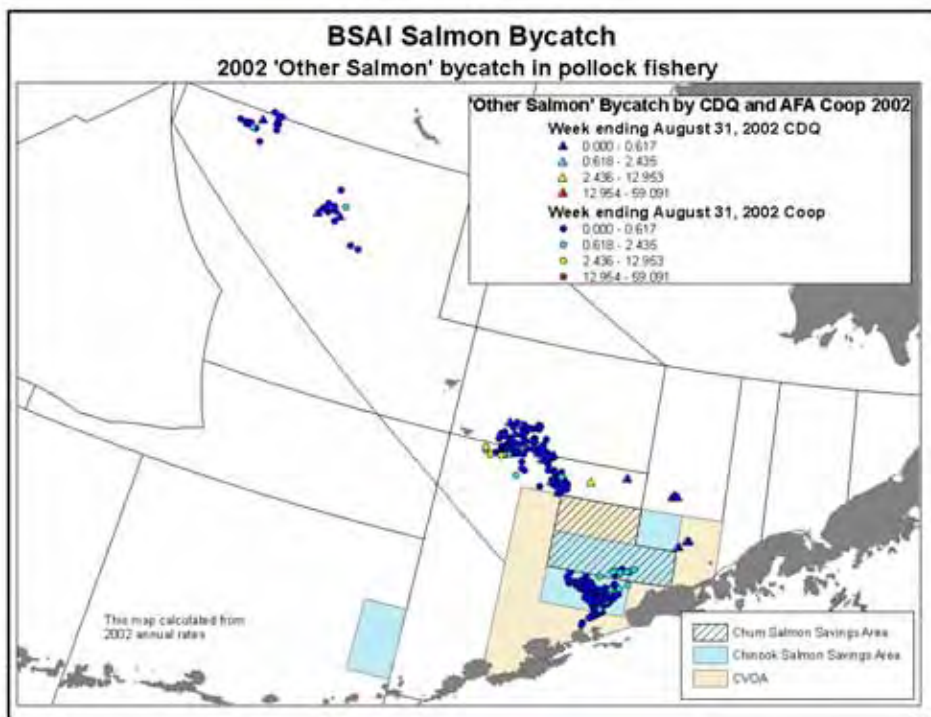 BSAI Salmon Bycatch
2002 'Other Salmon' bycatch in pollock fishery
'Other Salmon' Bycatch by CDQ and AFA Coop 2002
Week ending August 31, 2002 CDQ
0.000 - 0.617
0.618 - 2.435
2.436 - 12.953
12.954 - 59.091
Week ending August 31, 2002 Coop
0.000 - 0.617
0.618 - 2.435
2.436 - 12.953
12.954 - 59.091
This map calculated from
2002 annual rates
Chum Salmon Savings Area
Chinook Salmon Savings Area
CVOA